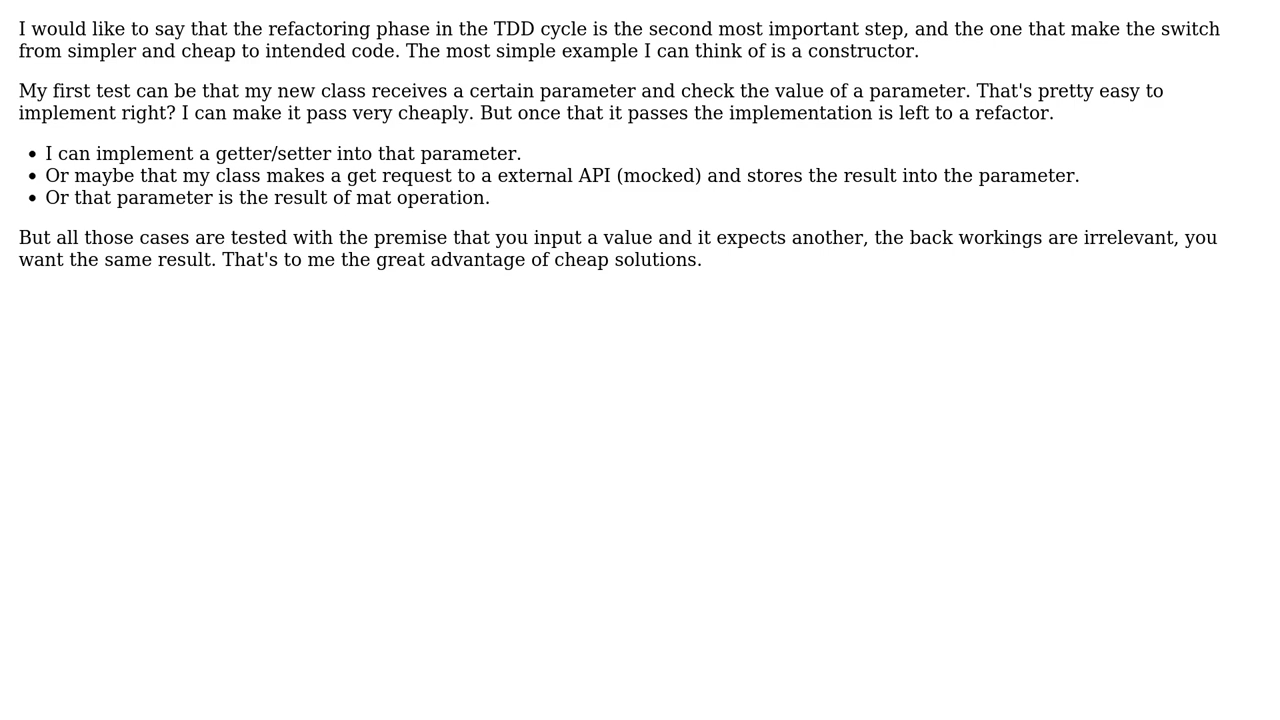 I would like to say that the refactoring phase in the TDD cycle is the second most important step, and the one that make the switch
from simpler and cheap to intended code. The most simple example I can think of is a constructor.
My first test can be that my new class receives a certain parameter and check the value of a parameter. That's pretty easy to
implement right? I can make it pass very cheaply. But once that it passes the implementation is left to a refactor.
• I can implement a getter/setter into that parameter.
• Or maybe that my class makes a get request to a external API (mocked) and stores the result into the parameter.
• Or that parameter is the result of mat operation.
But all those cases are tested with the premise that you input a value and it expects another, the back workings are irrelevant, you
want the same result. That's to me the great advantage of cheap solutions.